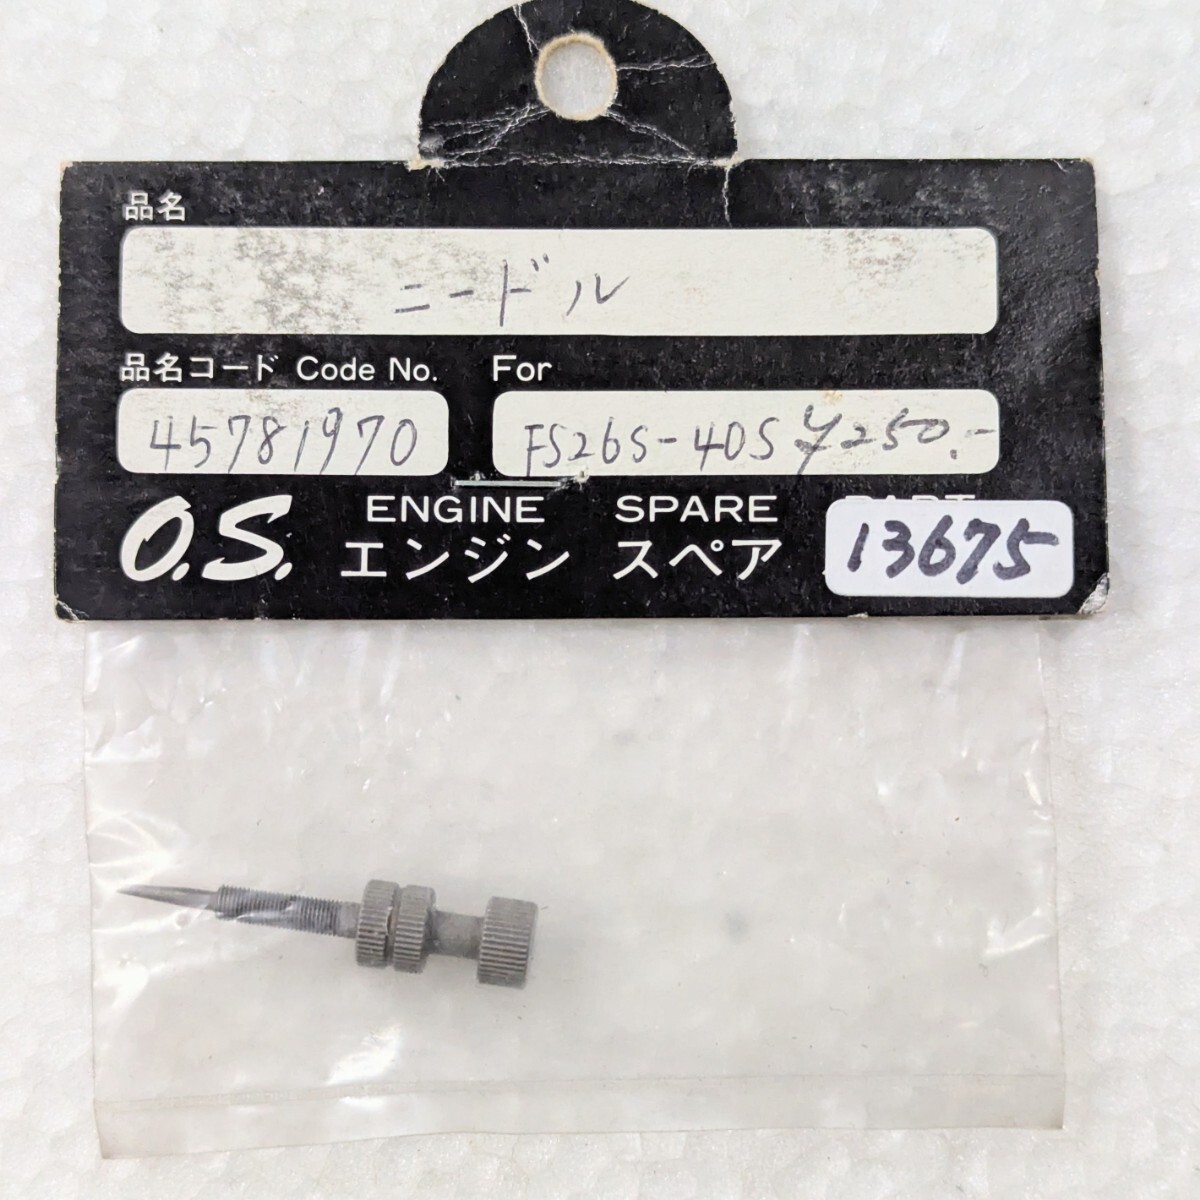 品名
ニードル
品名コード Code No. For
45781970 FS26S-40S ¥250.-
O.S. ENGINE SPARE
エンジン スペア 13675